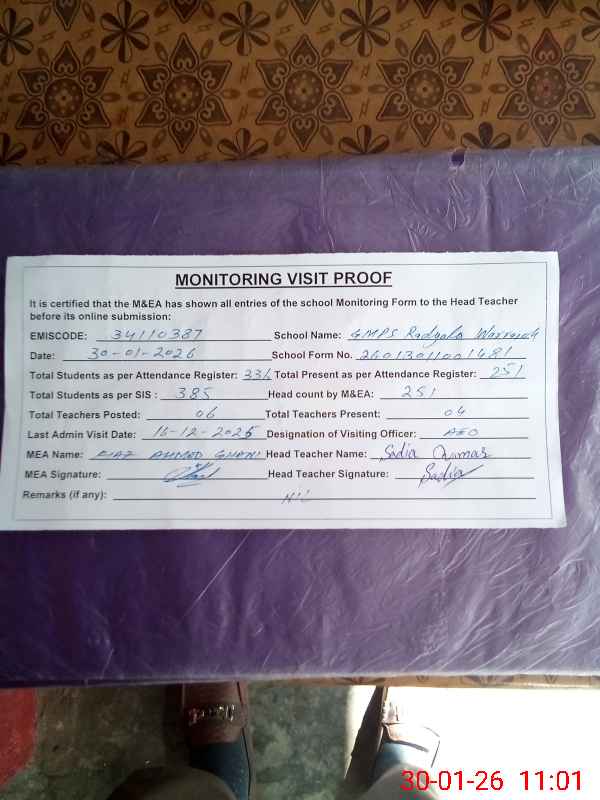 MONITORING VISIT PROOF
It is certified that the M&EA has shown all entries of the school Monitoring Form to the Head Teacher
before its online submission:
EMISCODE: 34110387 School Name: GMPS
Date: 30-01-2026 School Form No. 26013011001481
Total Students as per Attendance Register: 336 Total Present as per Attendance Register: 251
Total Students as per SIS : 385 Head count by M&EA: 251
Total Teachers Posted: 06 Total Teachers Present: 04
Last Admin Visit Date: 16-12-2025 Designation of Visiting Officer: AEO
MEA Name: AHMED GHANI Head Teacher Name: Sadia
MEA Signature: Head Teacher Signature: Sadia
Remarks (if any): NIL
30-01-26 11:01